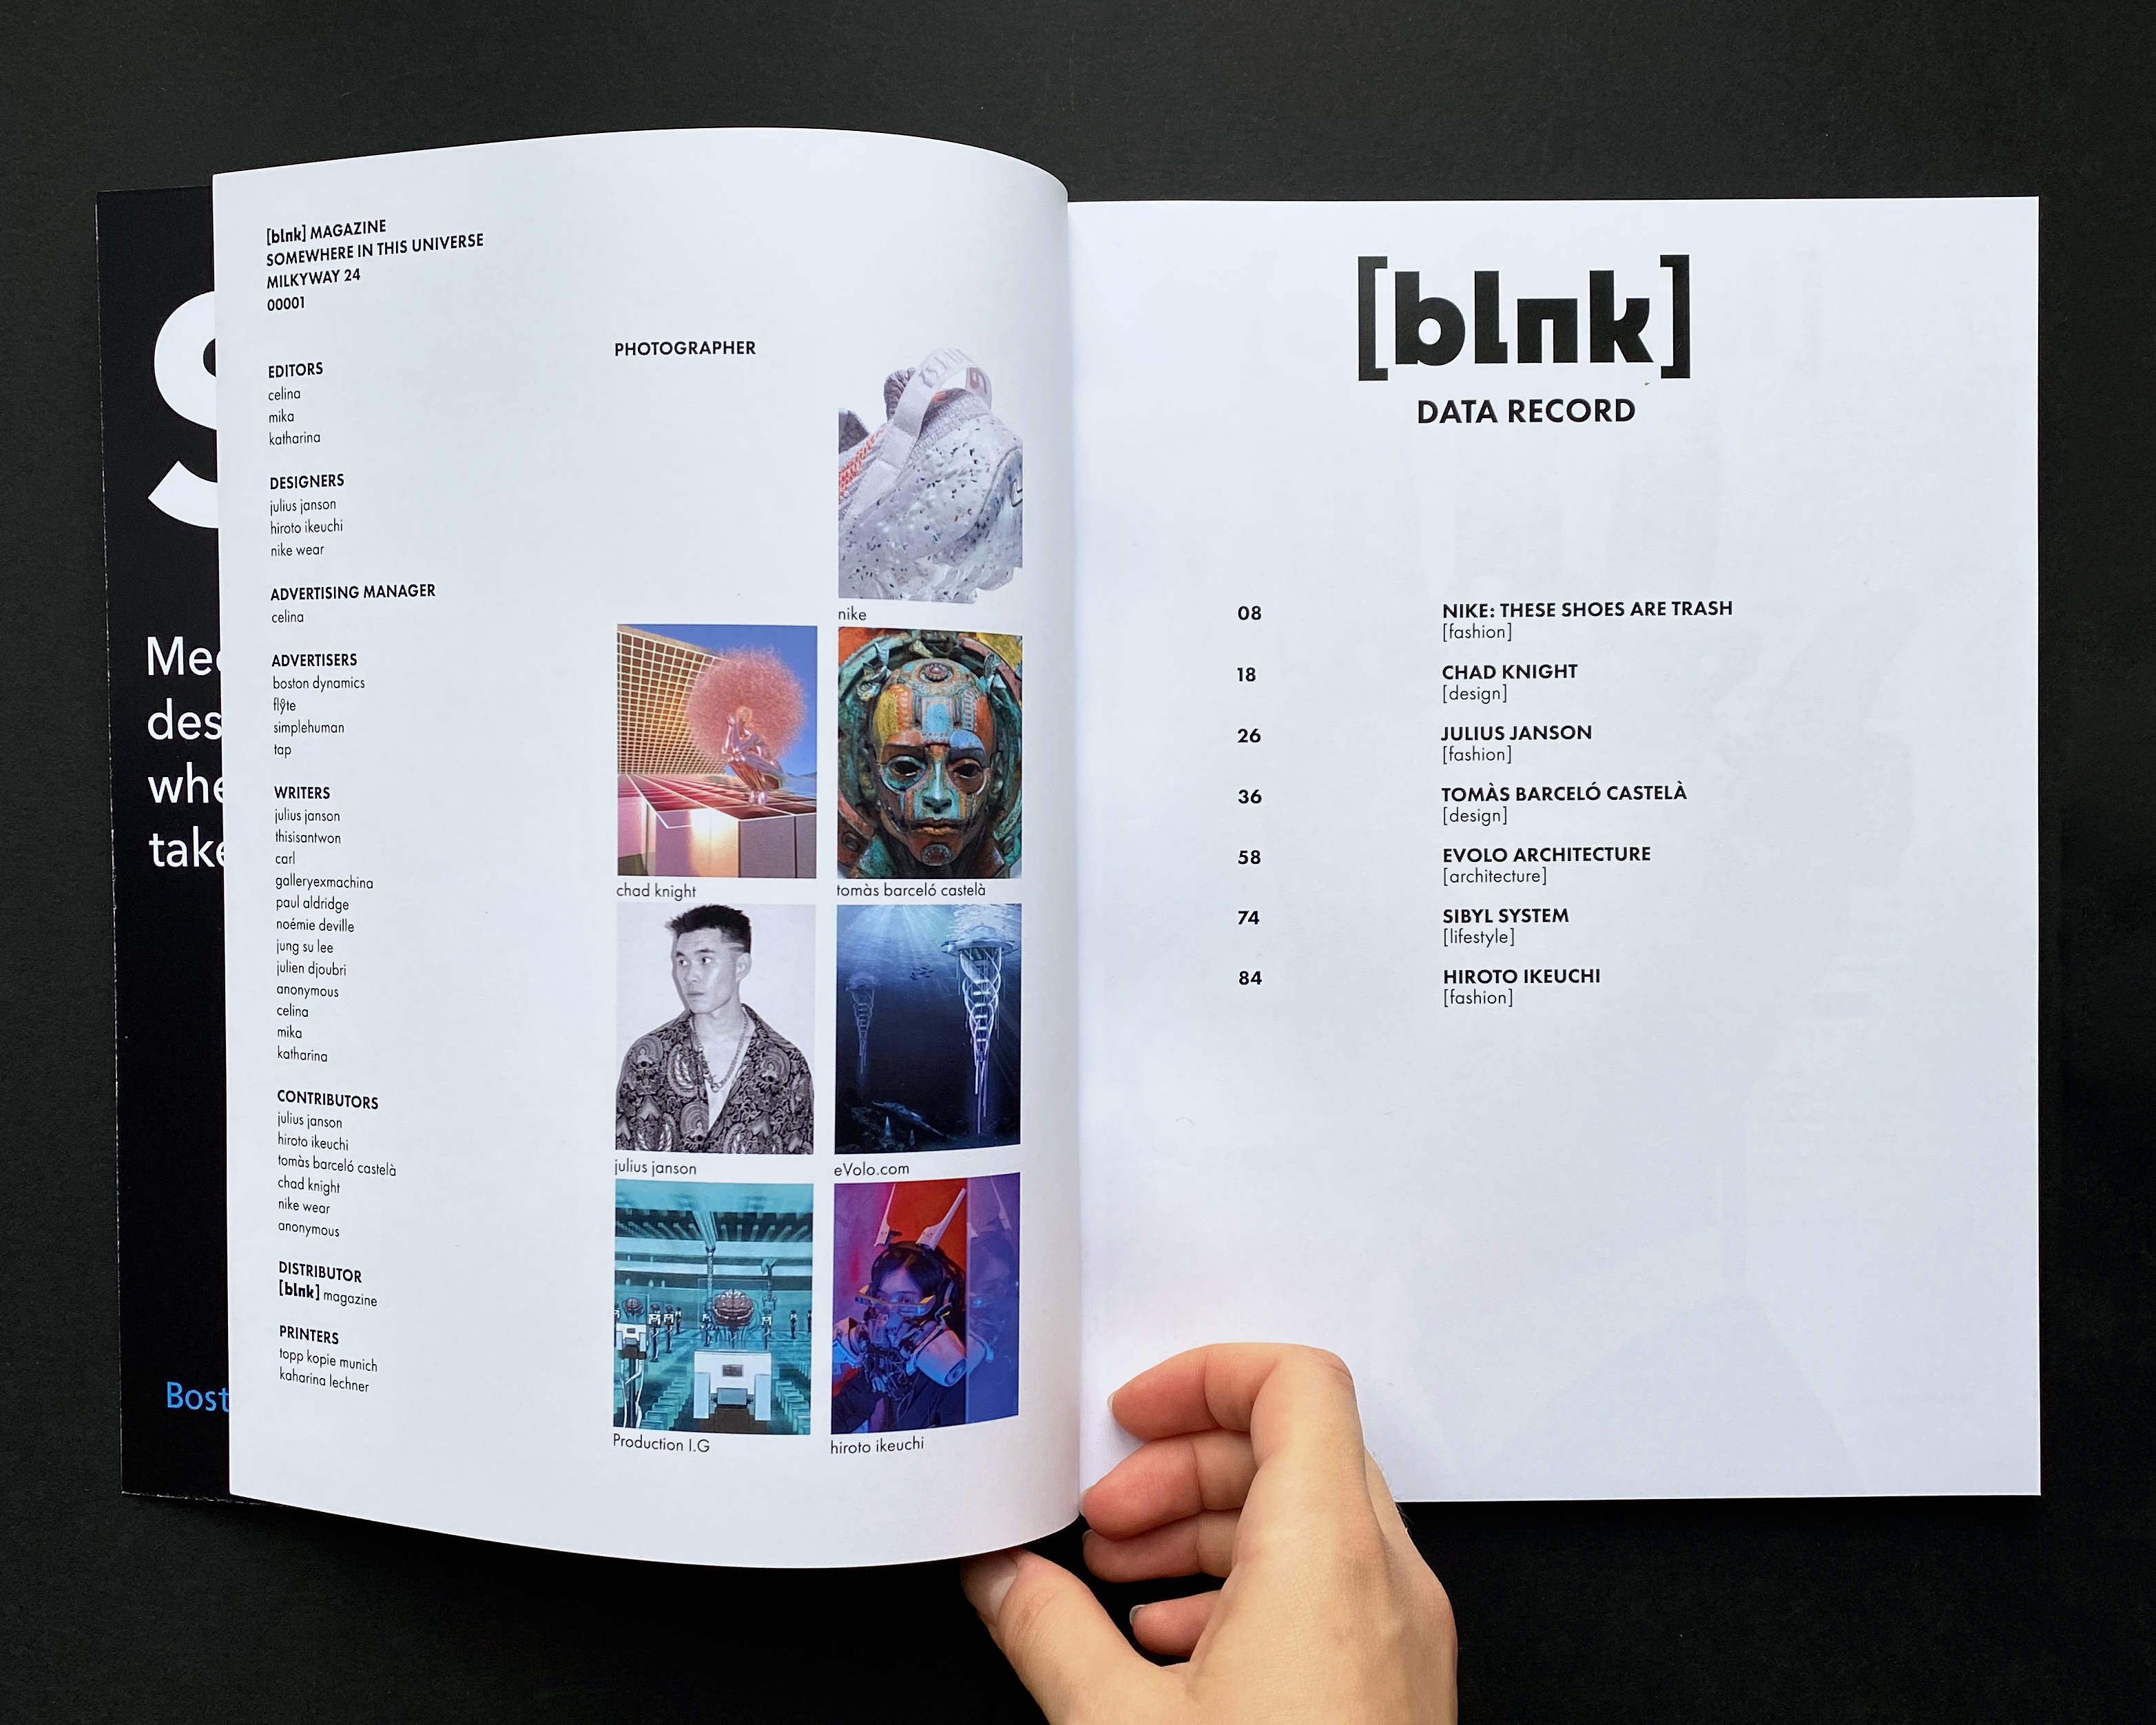 S
Me
des
whe
take
Bost
[blnk] MAGAZINE
SOMEWHERE IN THIS UNIVERSE
MILKYWAY 24
00001
EDITORS
celina
mika
katharina
DESIGNERS
julius janson
hiroto ikeuchi
nike wear
ADVERTISING MANAGER
celina
ADVERTISERS
boston dynamics
flŷte
simplehuman
tap
WRITERS
julius janson
thisisantwon
carl
galleryexmachina
paul aldridge
noémie deville
jung su lee
julien djoubri
anonymous
celina
mika
katharina
CONTRIBUTORS
julius janson
hiroto ikeuchi
tomàs barceló castelà
chad knight
nike wear
anonymous
DISTRIBUTOR
[blnk] magazine
PRINTERS
topp kopie munich
kaharina lechner
PHOTOGRAPHER
nike
chad knight
tomàs barceló castelà
julius janson
eVolo.com
Production I.G
hiroto ikeuchi
[blnk]
DATA RECORD
08 NIKE: THESE SHOES ARE TRASH
[fashion]
18 CHAD KNIGHT
[design]
26 JULIUS JANSON
[fashion]
36 TOMÀS BARCELÓ CASTELÀ
[design]
58 EVOLO ARCHITECTURE
[architecture]
74 SIBYL SYSTEM
[lifestyle]
84 HIROTO IKEUCHI
[fashion]